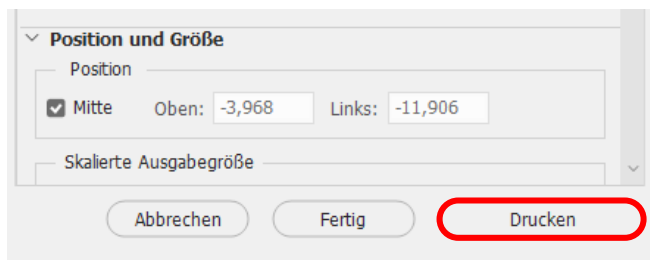 Position und Größe
Position
Mitte Oben: -3,968 Links: -11,906
Skalierte Ausgabegröße
Abbrechen Fertig Drucken